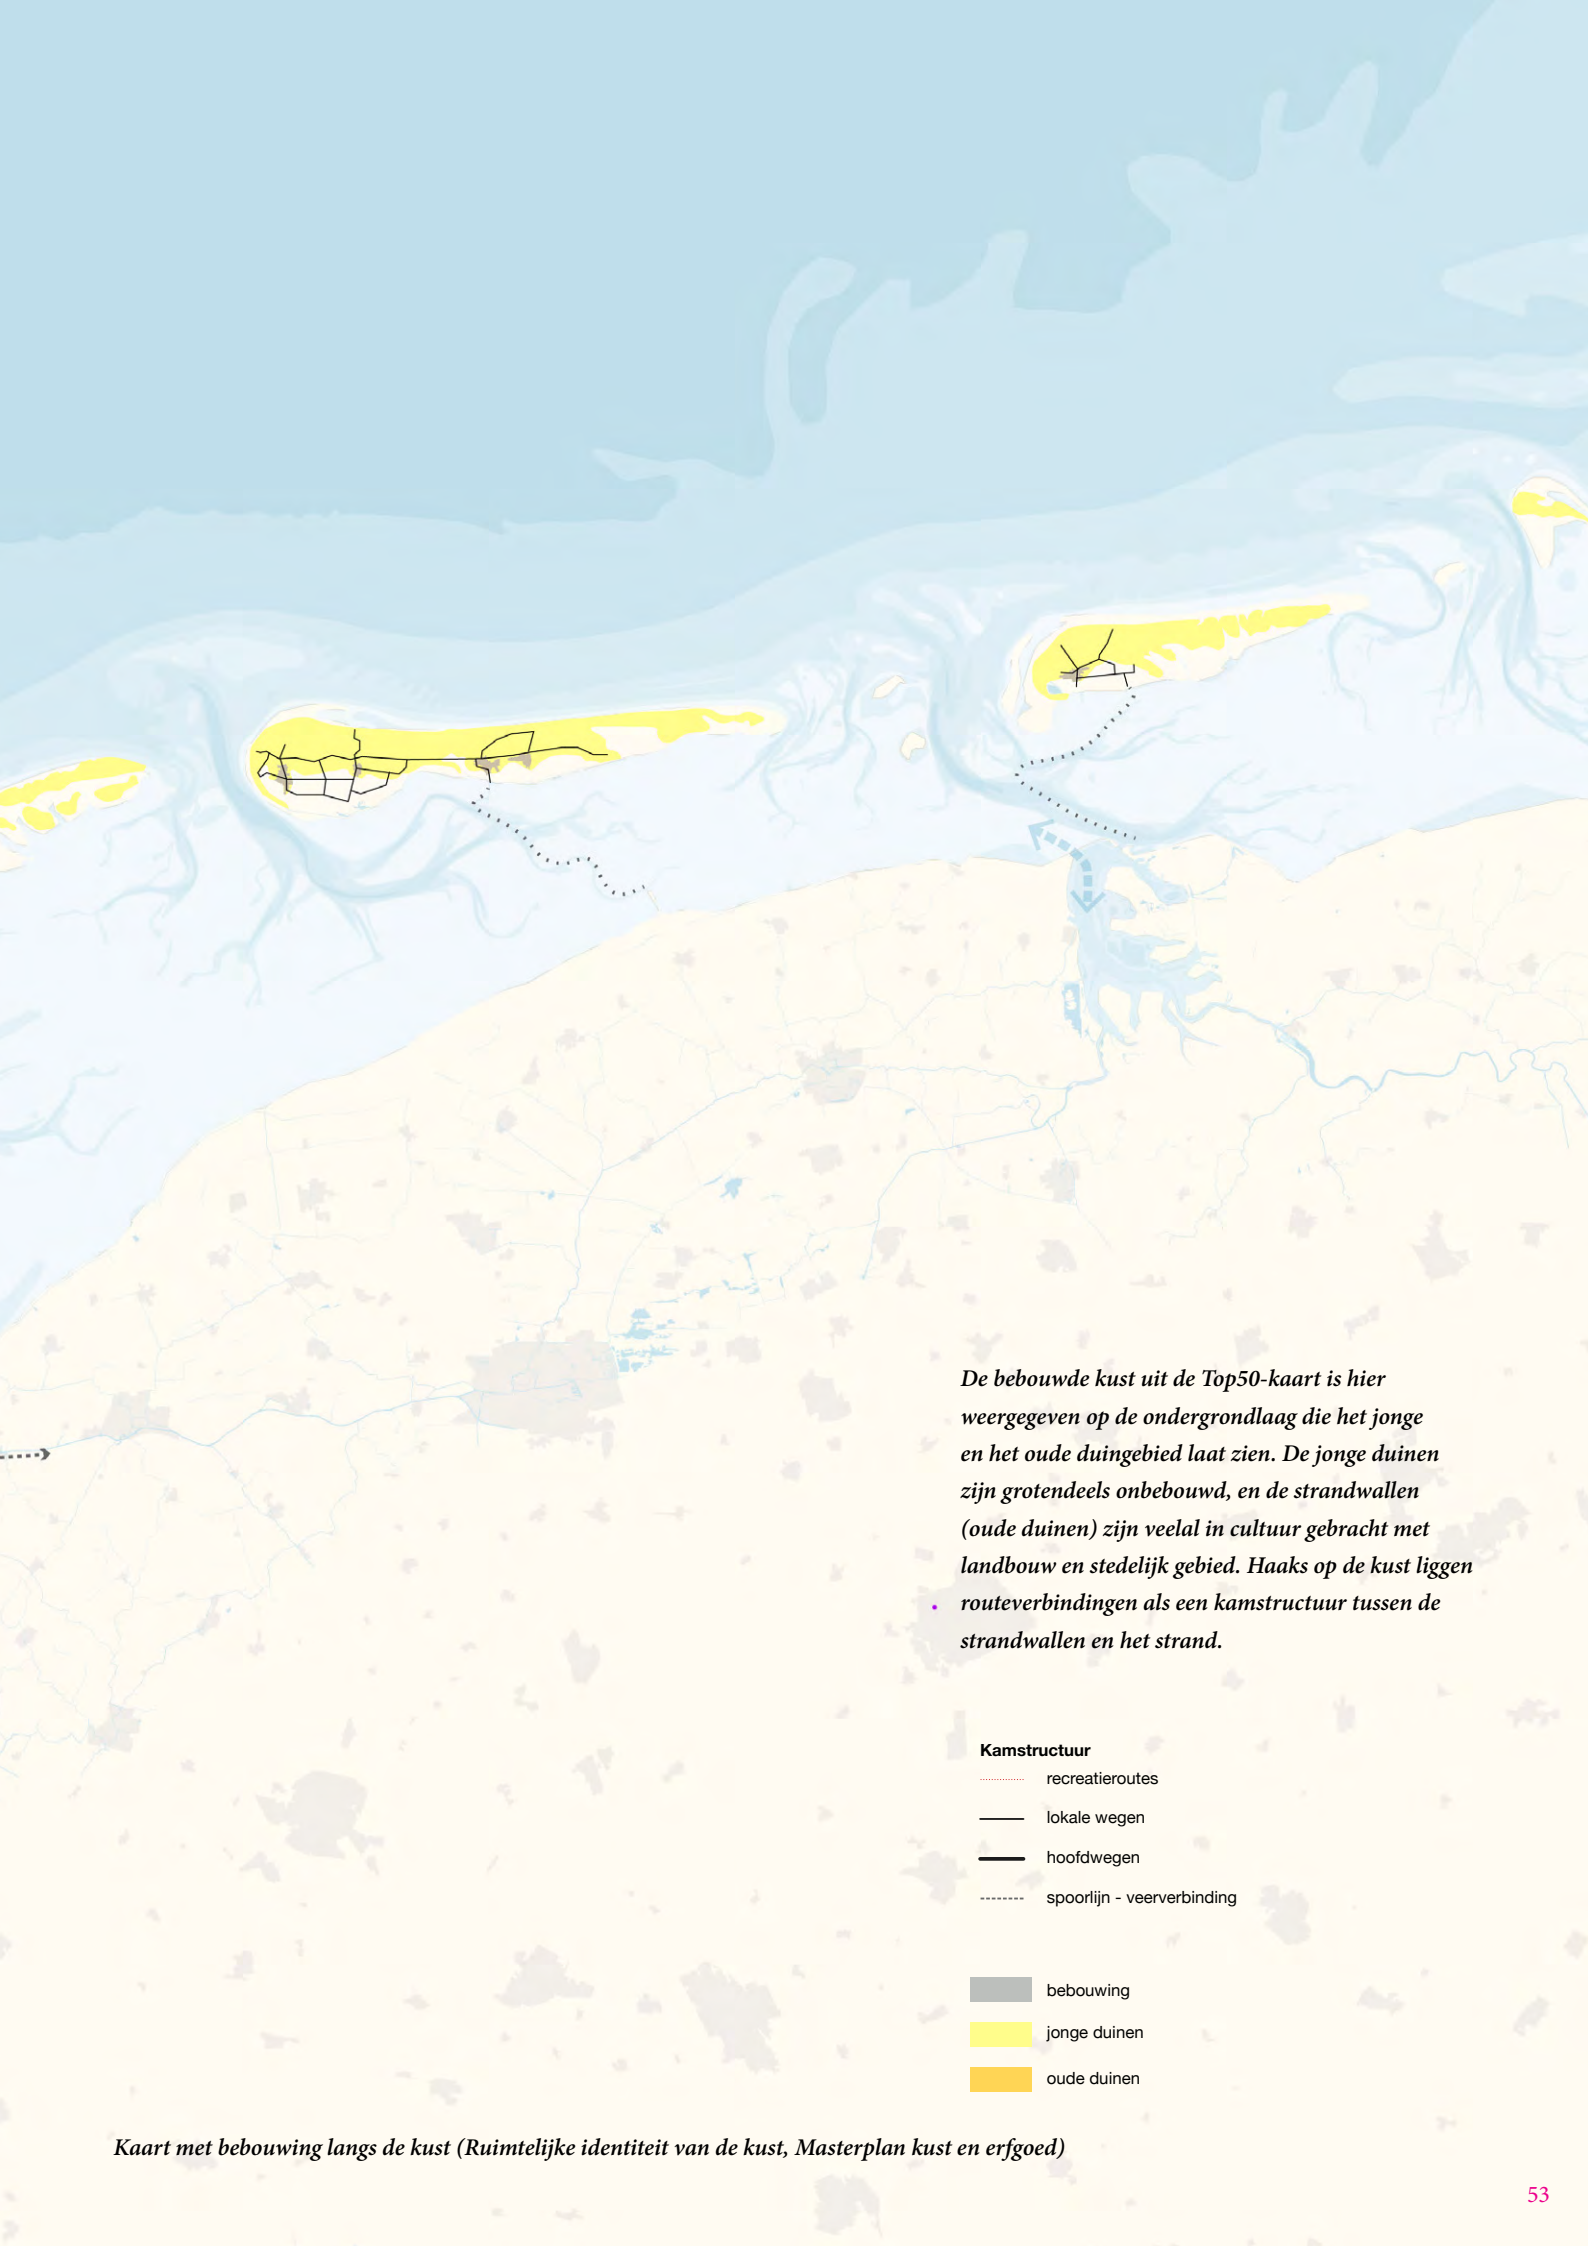 De bebouwde kust uit de Top50-kaart is hier
weergegeven op de ondergrondlaag die het jonge
en het oude duingebied laat zien. De jonge duinen
zijn grotendeels onbebouwd, en de strandwallen
(oude duinen) zijn veelal in cultuur gebracht met
landbouw en stedelijk gebied. Haaks op de kust liggen
routeverbindingen als een kamstructuur tussen de
strandwallen en het strand.
Kamstructuur
recreatieroutes
lokale wegen
hoofdwegen
spoorlijn - veerverbinding
bebouwing
jonge duinen
oude duinen
Kaart met bebouwing langs de kust (Ruimtelijke identiteit van de kust, Masterplan kust en erfgoed)
53